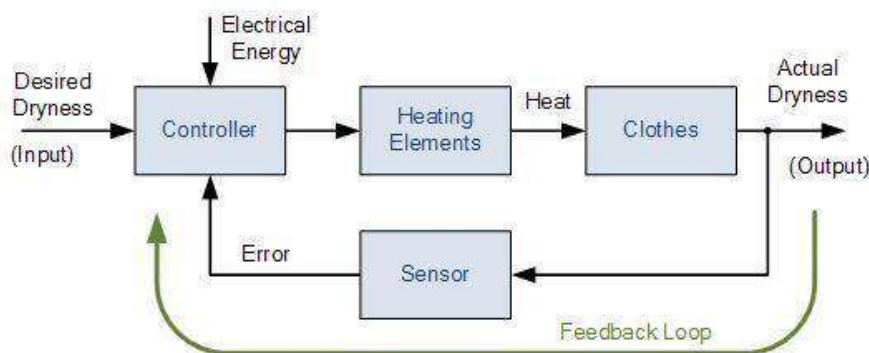 Electrical
Energy
Desired
Dryness
(Input)
Controller
Heating
Elements
Heat
Clothes
Actual
Dryness
(Output)
Error
Sensor
Feedback Loop